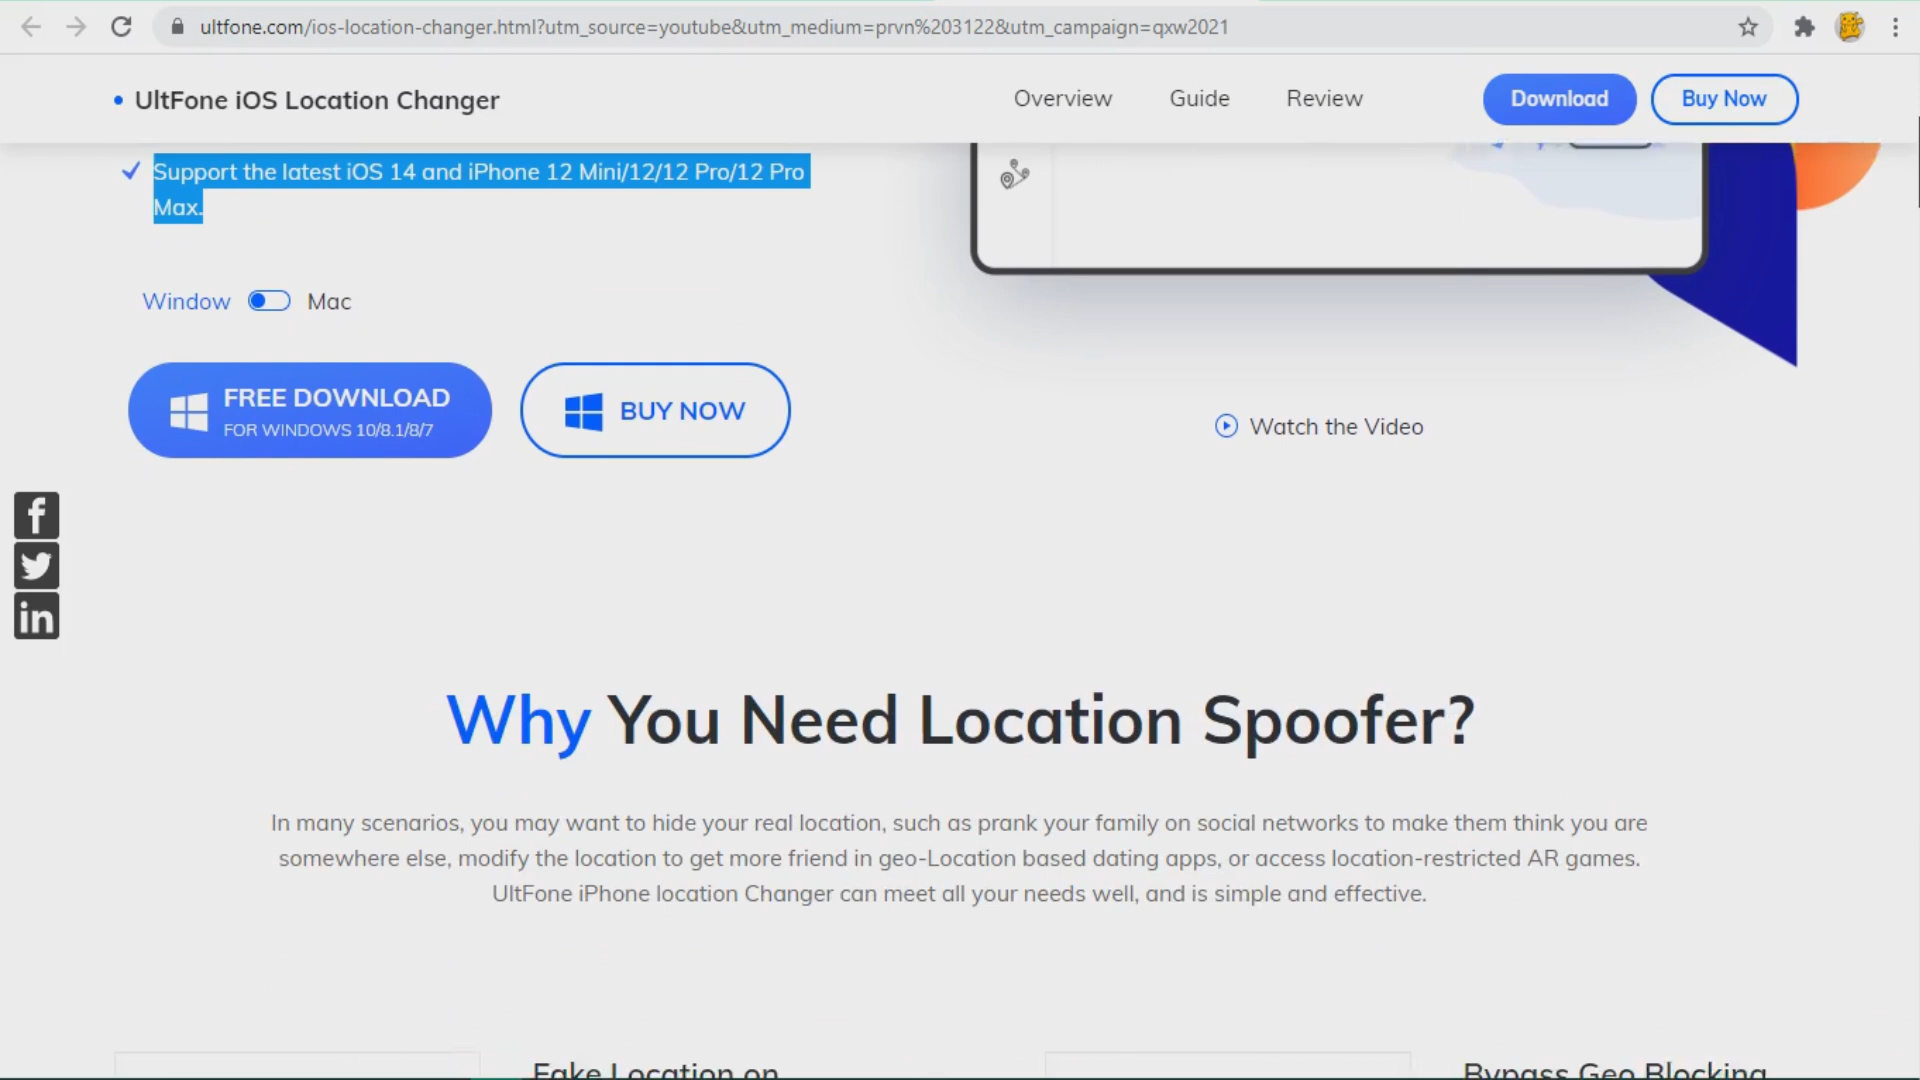 ultfone.com/ios-location-changer.html?utm_source=youtube&utm_medium=prvn%203122&utm_campaign=qxw2021
UltFone iOS Location Changer
Overview
Guide
Review
Download
Buy Now
Support the latest iOS 14 and iPhone 12 Mini/12/12 Pro/12 Pro
Max.
Window
Mac
FREE DOWNLOAD
FOR WINDOWS 10/8.1/8/7
BUY NOW
Watch the Video
Why You Need Location Spoofer?
In many scenarios, you may want to hide your real location, such as prank your family on social networks to make them think you are
somewhere else, modify the location to get more friend in geo-Location based dating apps, or access location-restricted AR games.
UltFone iPhone location Changer can meet all your needs well, and is simple and effective.
Fake Location on
Bypass Geo Blocking